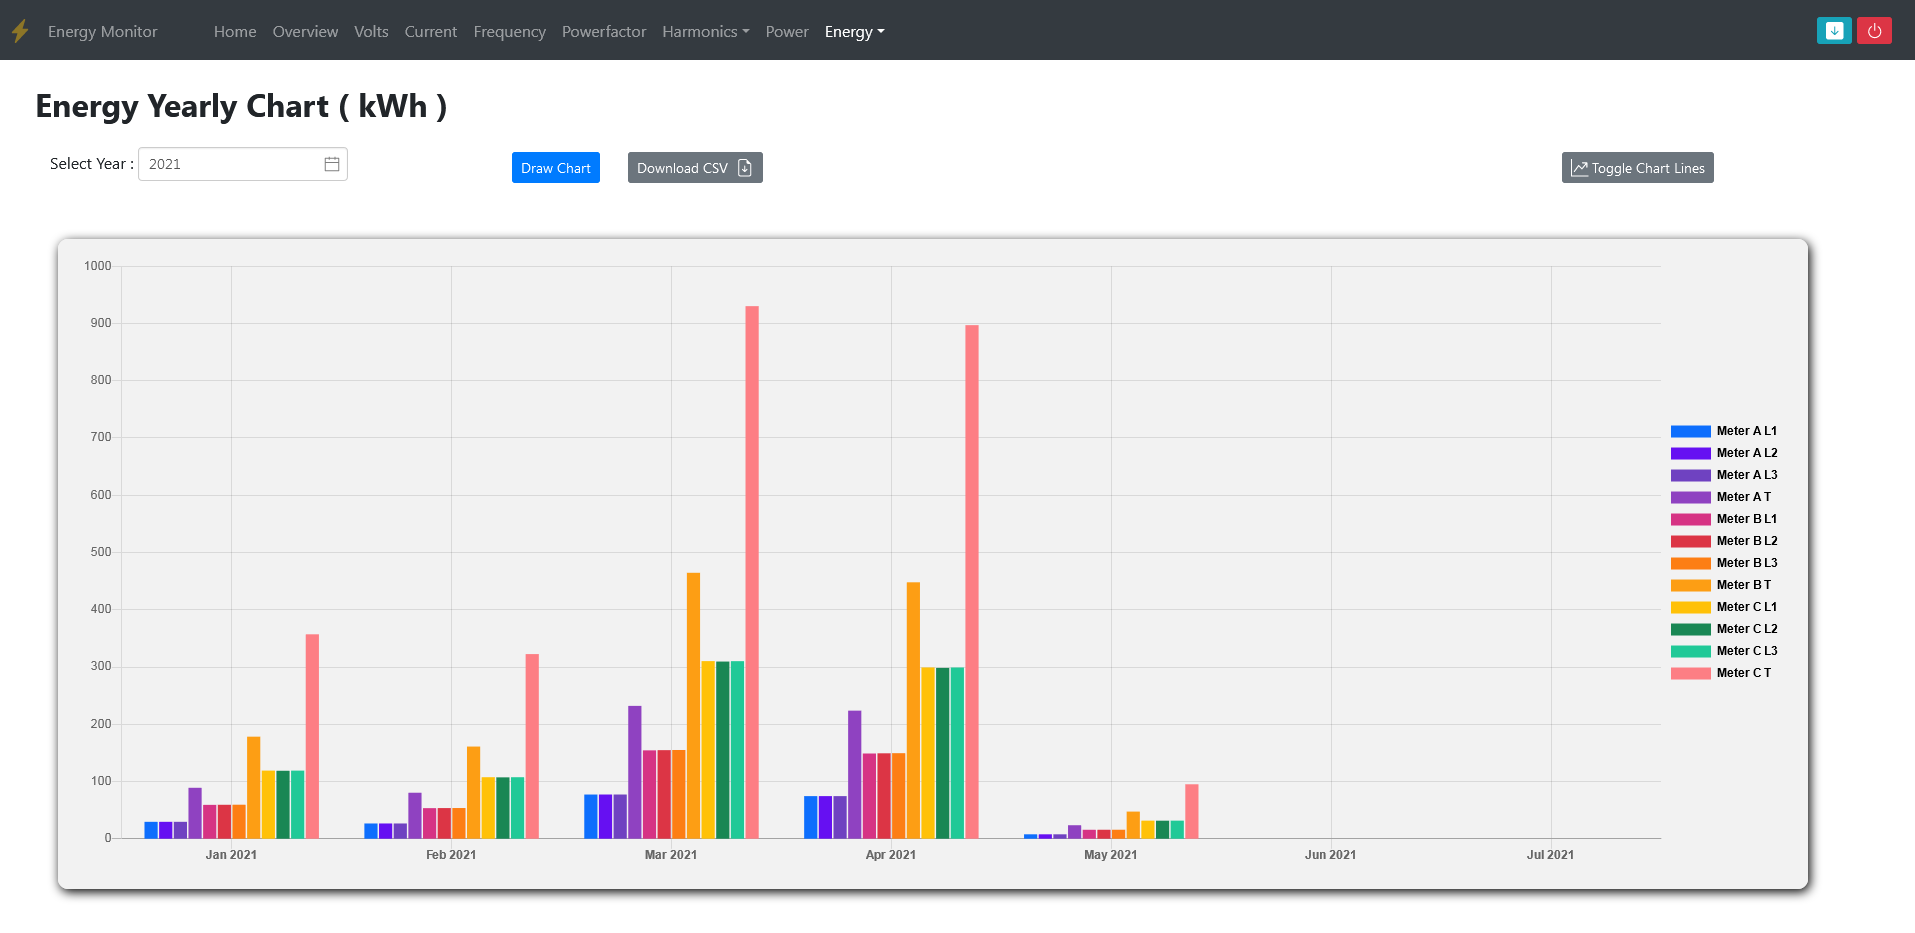 Energy Monitor Home Overview Volts Current Frequency Powerfactor Harmonics Power Energy
Energy Yearly Chart ( kWh )
Select Year : 2021 Draw Chart Download CSV Toggle Chart Lines
1000
900
800
700
600
500
400
300
200
100
0
Jan 2021 Feb 2021 Mar 2021 Apr 2021 May 2021 Jun 2021 Jul 2021
Meter A L1
Meter A L2
Meter A L3
Meter A T
Meter B L1
Meter B L2
Meter B L3
Meter B T
Meter C L1
Meter C L2
Meter C L3
Meter C T